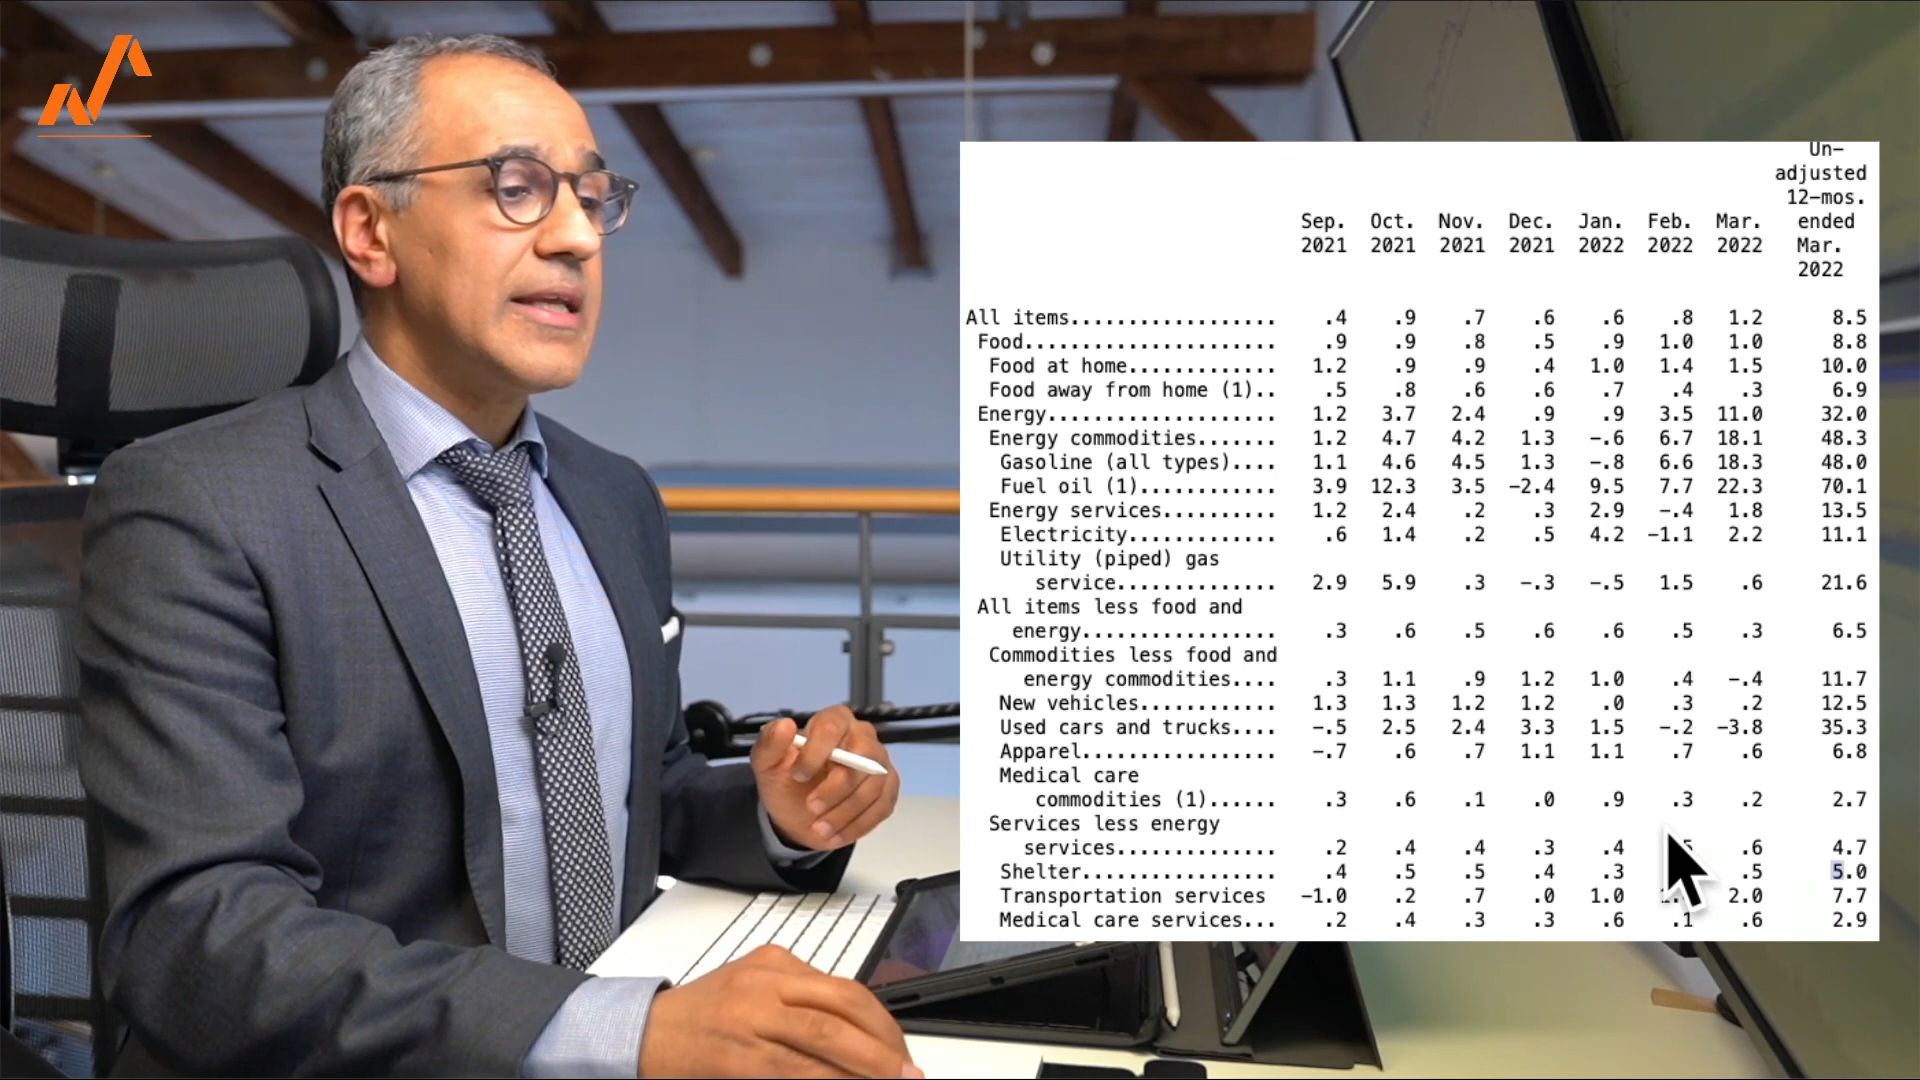 Un-
adjusted
12-mos.
Sep. Oct. Nov. Dec. Jan. Feb. Mar. ended
2021 2021 2021 2021 2022 2022 2022 Mar.
2022
All items.................. .4 .9 .7 .6 .6 .8 1.2 8.5
Food...................... .9 .9 .8 .5 .9 1.0 1.0 8.8
Food at home............. 1.2 .9 .9 .4 1.0 1.4 1.5 10.0
Food away from home (1).. .5 .8 .6 .6 .7 .4 .3 6.9
Energy.................... 1.2 3.7 2.4 .9 .9 3.5 11.0 32.0
Energy commodities....... 1.2 4.7 4.2 1.3 -.6 6.7 18.1 48.3
Gasoline (all types).... 1.1 4.6 4.5 1.3 -.8 6.6 18.3 48.0
Fuel oil (1)............ 3.9 12.3 3.5 -2.4 9.5 7.7 22.3 70.1
Energy services.......... 1.2 2.4 .2 .3 2.9 -.4 1.8 13.5
Electricity............. .6 1.4 .2 .5 4.2 -1.1 2.2 11.1
Utility (piped) gas
service.............. 2.9 5.9 .3 -.3 -.5 1.5 .6 21.6
All items less food and
energy................. .3 .6 .5 .6 .6 .5 .3 6.5
Commodities less food and
energy commodities.... .3 1.1 .9 1.2 1.0 .4 -.4 11.7
New vehicles............ 1.3 1.3 1.2 1.2 .0 .3 .2 12.5
Used cars and trucks.... -.5 2.5 2.4 3.3 1.5 -.2 -3.8 35.3
Apparel................. -.7 .6 .7 1.1 1.1 .7 .6 6.8
Medical care
commodities (1)...... .3 .6 .1 .0 .9 .3 .2 2.7
Services less energy
services.............. .2 .4 .4 .3 .4 .6 4.7
Shelter................. .4 .5 .5 .4 .3 .5 5.0
Transportation services -1.0 .2 .7 .0 1.0 2.0 7.7
Medical care services... .2 .4 .3 .3 .6 .1 .6 2.9